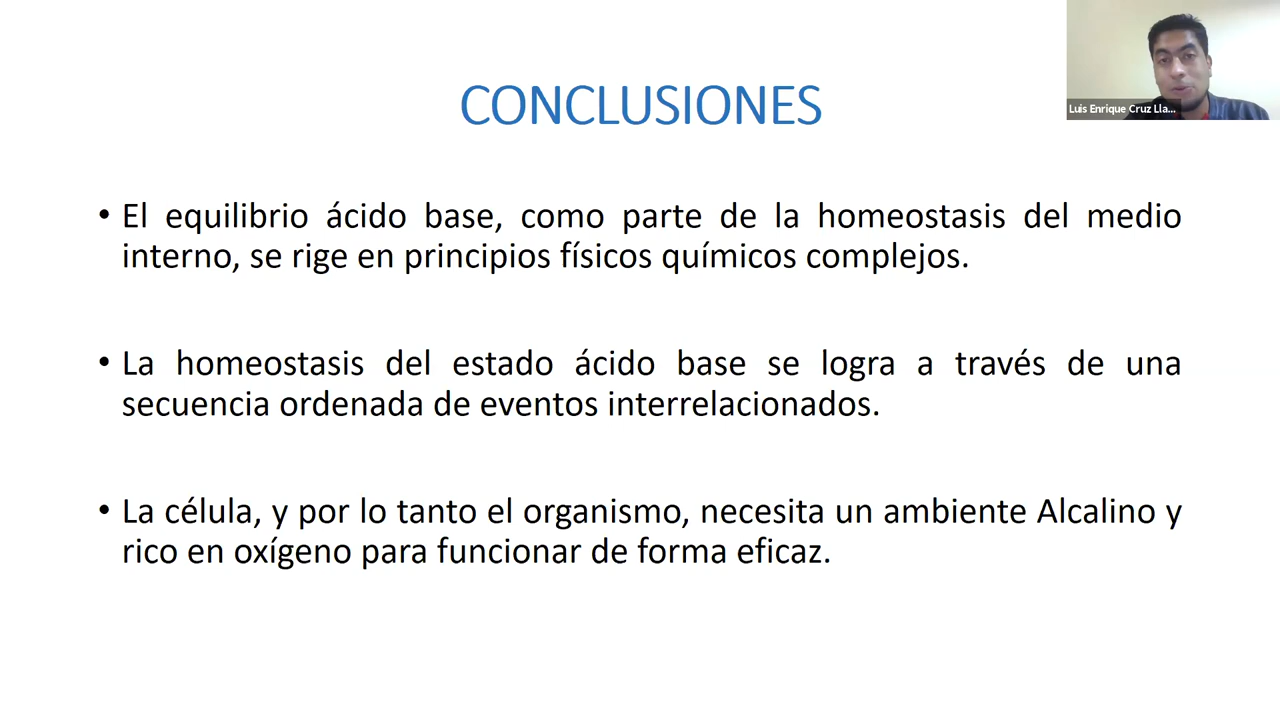 CONCLUSIONES
Luis Enrique Cruz Lla...
• El equilibrio ácido base, como parte de la homeostasis del medio
interno, se rige en principios físicos químicos complejos.
• La homeostasis del estado ácido base se logra a través de una
secuencia ordenada de eventos interrelacionados.
• La célula, y por lo tanto el organismo, necesita un ambiente Alcalino y
rico en oxígeno para funcionar de forma eficaz.